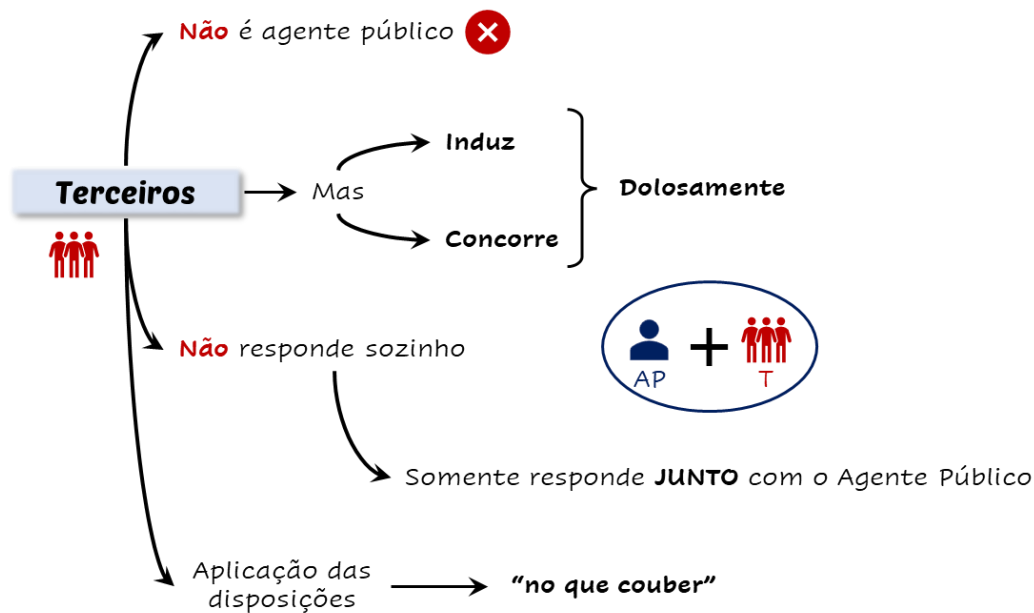 Não é agente público
Induz
Terceiros
Mas
Dolosamente
Concorre
Não responde sozinho
AP
T
Somente responde JUNTO com o Agente Público
Aplicação das
disposições
“no que couber”